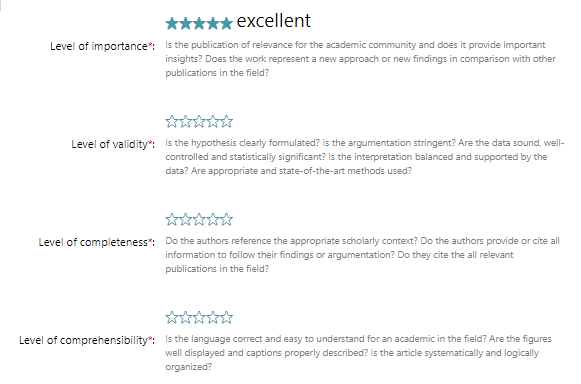 excellent
Level of importance*:
Is the publication of relevance for the academic community and does it provide important
insights? Does the work represent a new approach or new findings in comparison with other
publications in the field?
Level of validity*:
Is the hypothesis clearly formulated? Is the argumentation stringent? Are the data sound, well-
controlled and statistically significant? Is the interpretation balanced and supported by the
data? Are appropriate and state-of-the-art methods used?
Level of completeness*:
Do the authors reference the appropriate scholarly context? Do the authors provide or cite all
information to follow their findings or argumentation? Do they cite the all relevant
publications in the field?
Level of comprehensibility*:
Is the language correct and easy to understand for an academic in the field? Are the figures
well displayed and captions properly described? Is the article systematically and logically
organized?